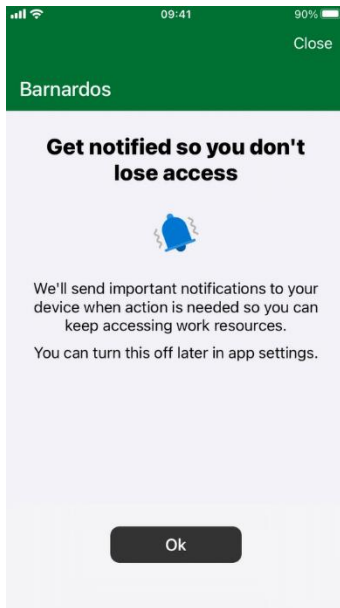 09:41
90%
Close
Barnardos
Get notified so you don't
lose access
We'll send important notifications to your
device when action is needed so you can
keep accessing work resources.
You can turn this off later in app settings.
Ok